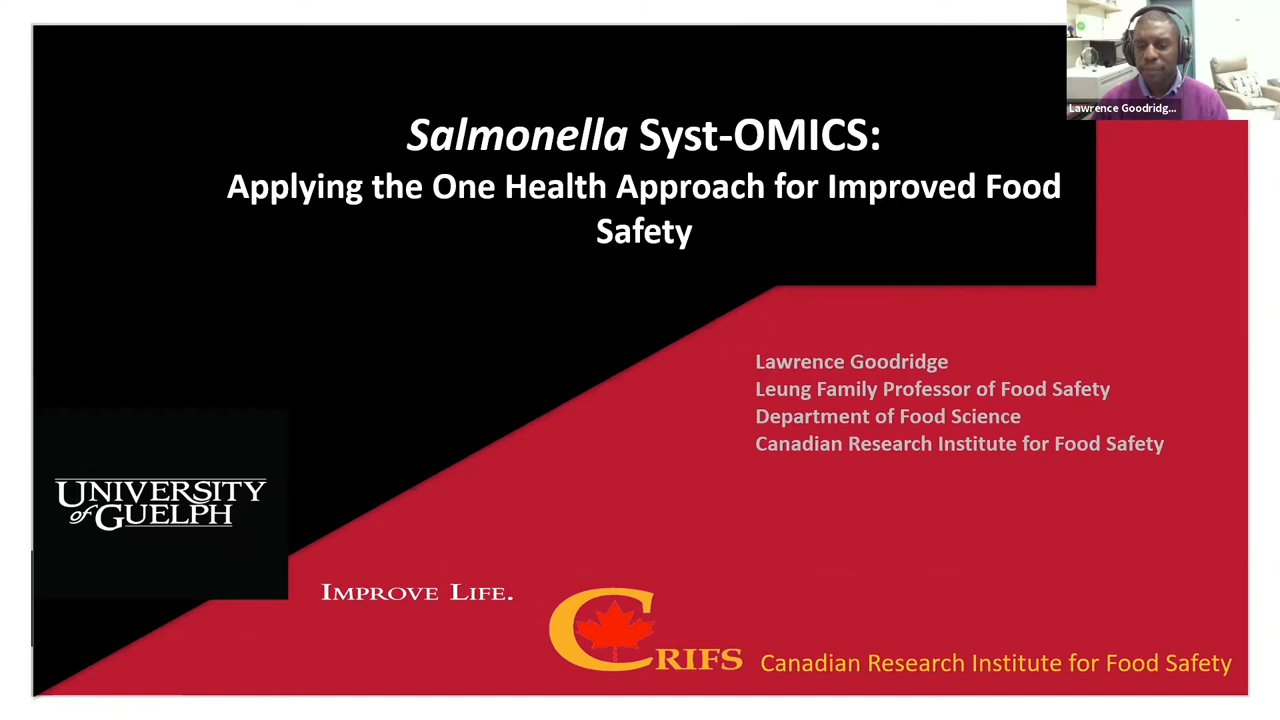 Lawrence Goodridg...
Salmonella Syst-OMICS:
Applying the One Health Approach for Improved Food
Safety
Lawrence Goodridge
Leung Family Professor of Food Safety
Department of Food Science
Canadian Research Institute for Food Safety
UNIVERSITY
of GUELPH
IMPROVE LIFE.
CRIFS
Canadian Research Institute for Food Safety